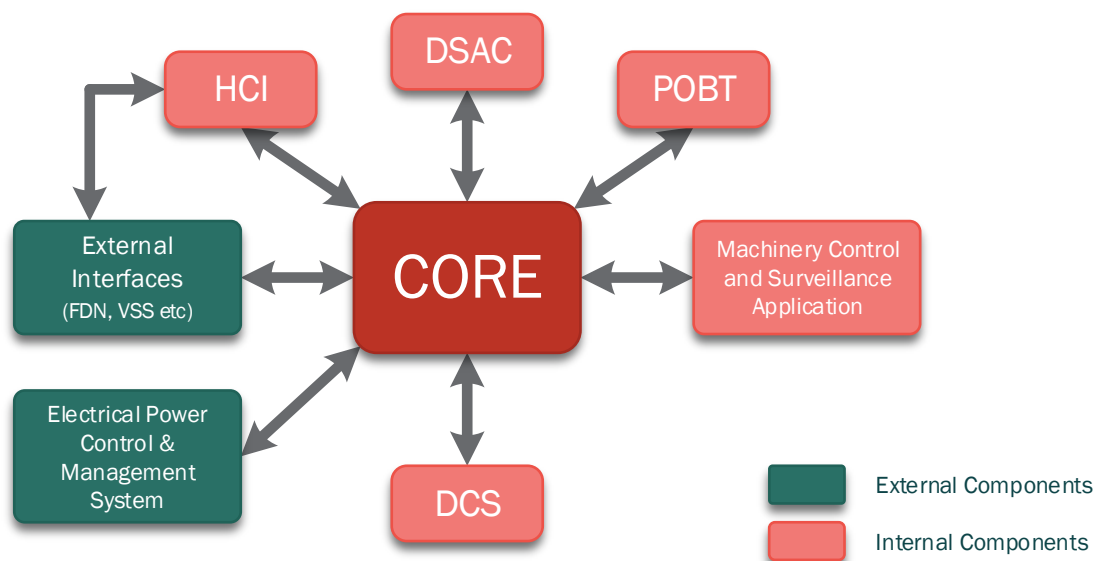 DSAC
HCI
POBT
External
Interfaces
(FDN, VSS etc)
CORE
Machinery Control
and Surveillance
Application
Electrical Power
Control &
Management
System
DCS
External Components
Internal Components